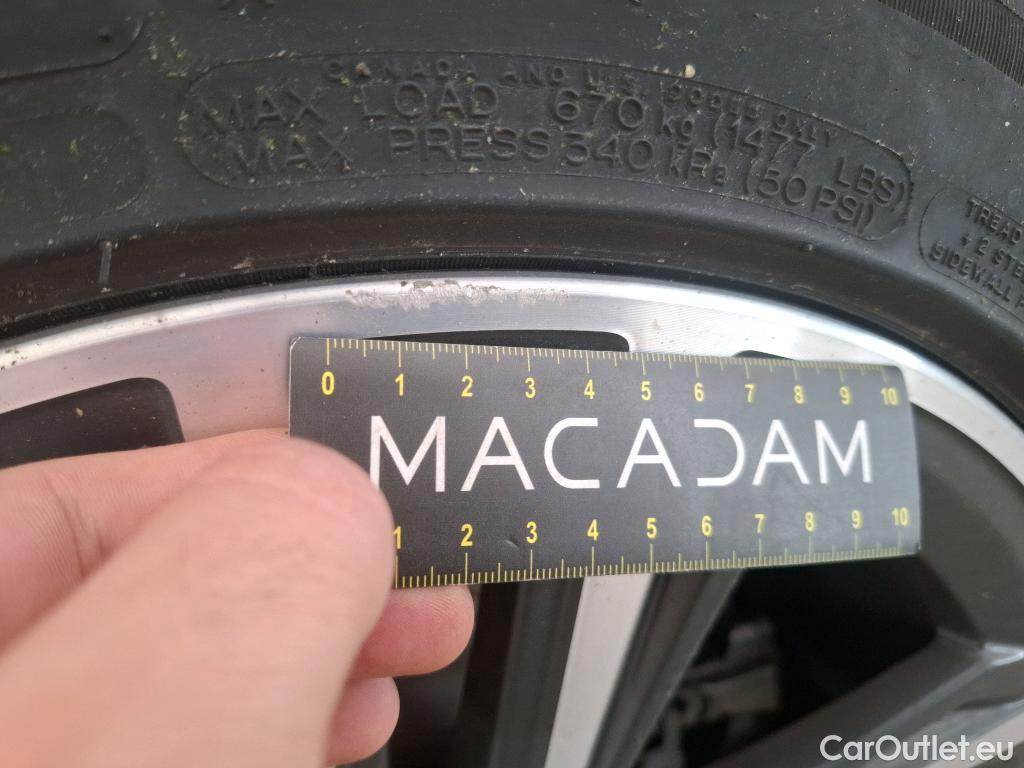 CANADA AND U.S. CODES ONLY
MAX LOAD 670 kg (1477 LBS)
MAX PRESS 340 kPa (50 PSI)
TREAD
+ 2 STE
SIDEWALL P
0 1 2 3 4 5 6 7 8 9 10
MACADAM
1 2 3 4 5 6 7 8 9 10
CarOutlet.eu